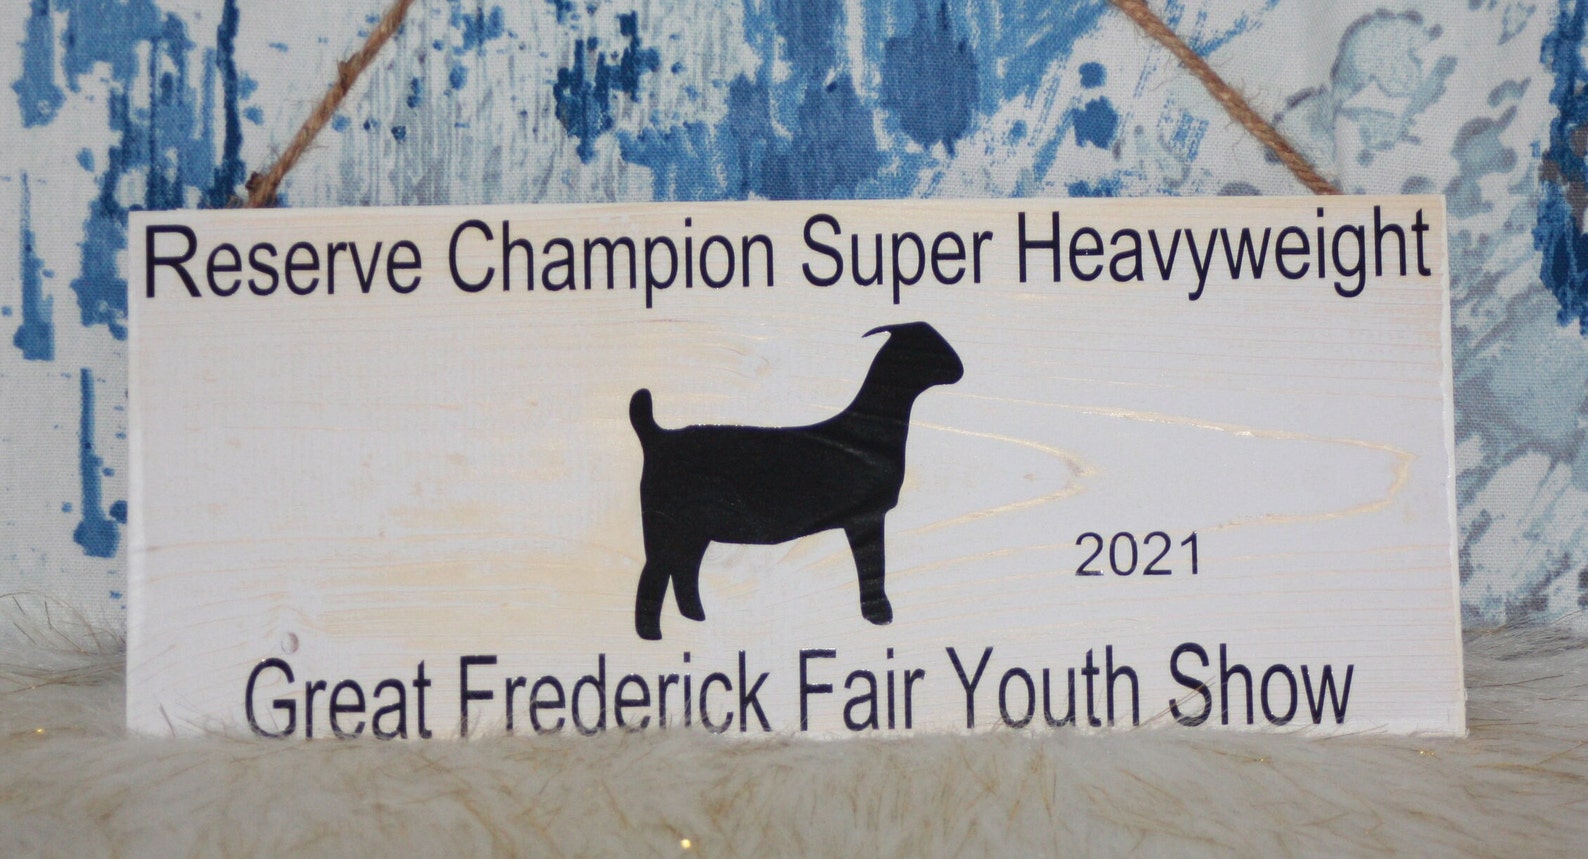 Reserve Champion Super Heavyweight
2021
Great Frederick Fair Youth Show